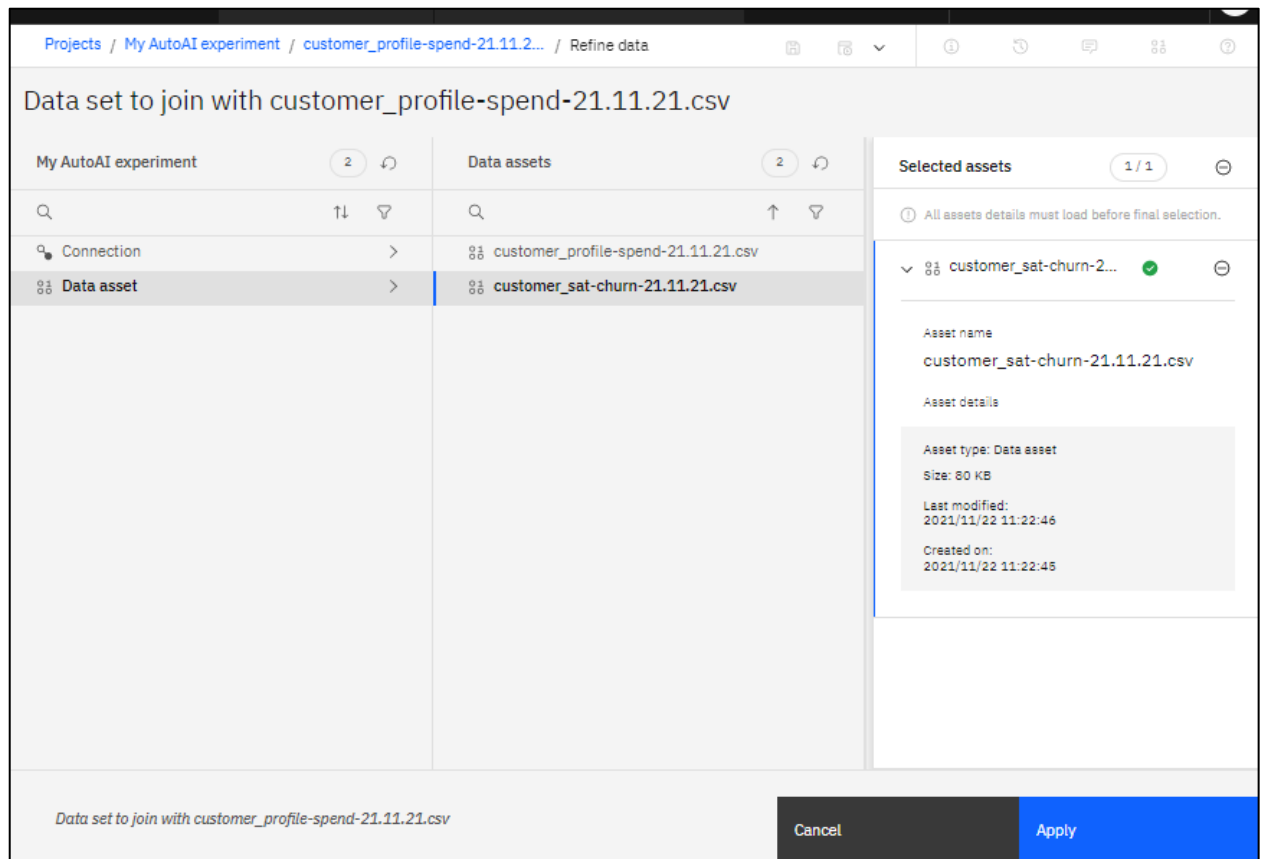 Projects / My AutoAI experiment / customer_profile-spend-21.11.2... / Refine data
Data set to join with customer_profile-spend-21.11.21.csv
My AutoAI experiment 2
Connection
Data asset
Data assets 2
customer_profile-spend-21.11.21.csv
customer_sat-churn-21.11.21.csv
Selected assets 1/1
All assets details must load before final selection.
customer_sat-churn-2...
Asset name
customer_sat-churn-21.11.21.csv
Asset details
Asset type: Data asset
Size: 80 KB
Last modified:
2021/11/22 11:22:46
Created on:
2021/11/22 11:22:45
Data set to join with customer_profile-spend-21.11.21.csv
Cancel
Apply